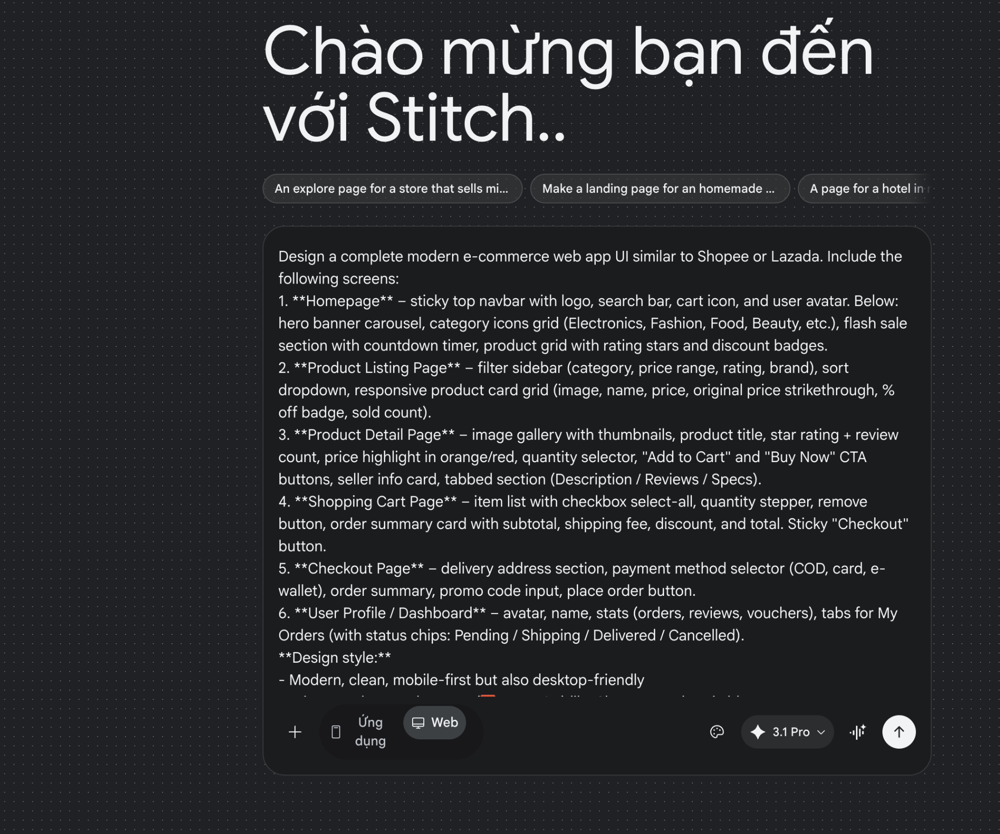 Chào mừng bạn đến
với Stitch..
An explore page for a store that sells mi...
Make a landing page for an homemade ...
A page for a hotel in
Design a complete modern e-commerce web app UI similar to Shopee or Lazada. Include the
following screens:
1. **Homepage** – sticky top navbar with logo, search bar, cart icon, and user avatar. Below:
hero banner carousel, category icons grid (Electronics, Fashion, Food, Beauty, etc.), flash sale
section with countdown timer, product grid with rating stars and discount badges.
2. **Product Listing Page** – filter sidebar (category, price range, rating, brand), sort
dropdown, responsive product card grid (image, name, price, original price strikethrough, %
off badge, sold count).
3. **Product Detail Page** – image gallery with thumbnails, product title, star rating + review
count, price highlight in orange/red, quantity selector, "Add to Cart" and "Buy Now" CTA
buttons, seller info card, tabbed section (Description / Reviews / Specs).
4. **Shopping Cart Page** – item list with checkbox select-all, quantity stepper, remove
button, order summary card with subtotal, shipping fee, discount, and total. Sticky "Checkout"
button.
5. **Checkout Page** – delivery address section, payment method selector (COD, card, e-
wallet), order summary, promo code input, place order button.
6. **User Profile / Dashboard** – avatar, name, stats (orders, reviews, vouchers), tabs for My
Orders (with status chips: Pending / Shipping / Delivered / Cancelled).
**Design style:**
- Modern, clean, mobile-first but also desktop-friendly
Ứng
dụng
Web
3.1 Pro